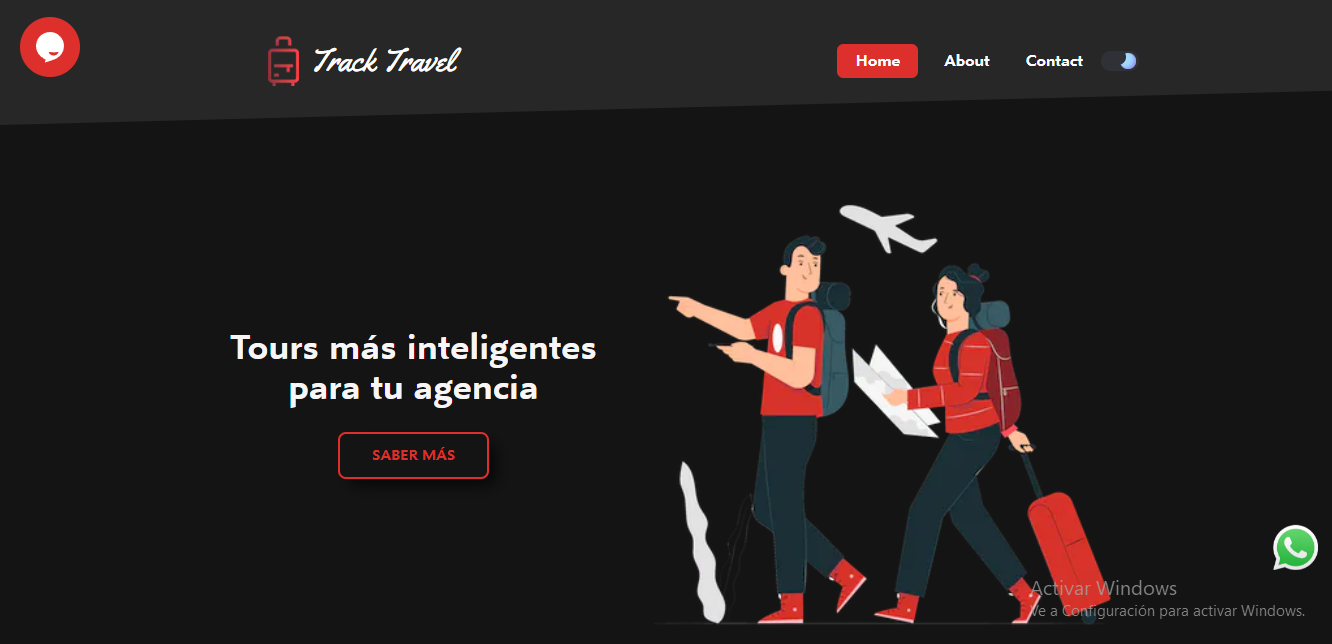 Track Travel
Home
About
Contact
Tours más inteligentes
para tu agencia
SABER MÁS
Activar Windows
Ve a Configuración para activar Windows.